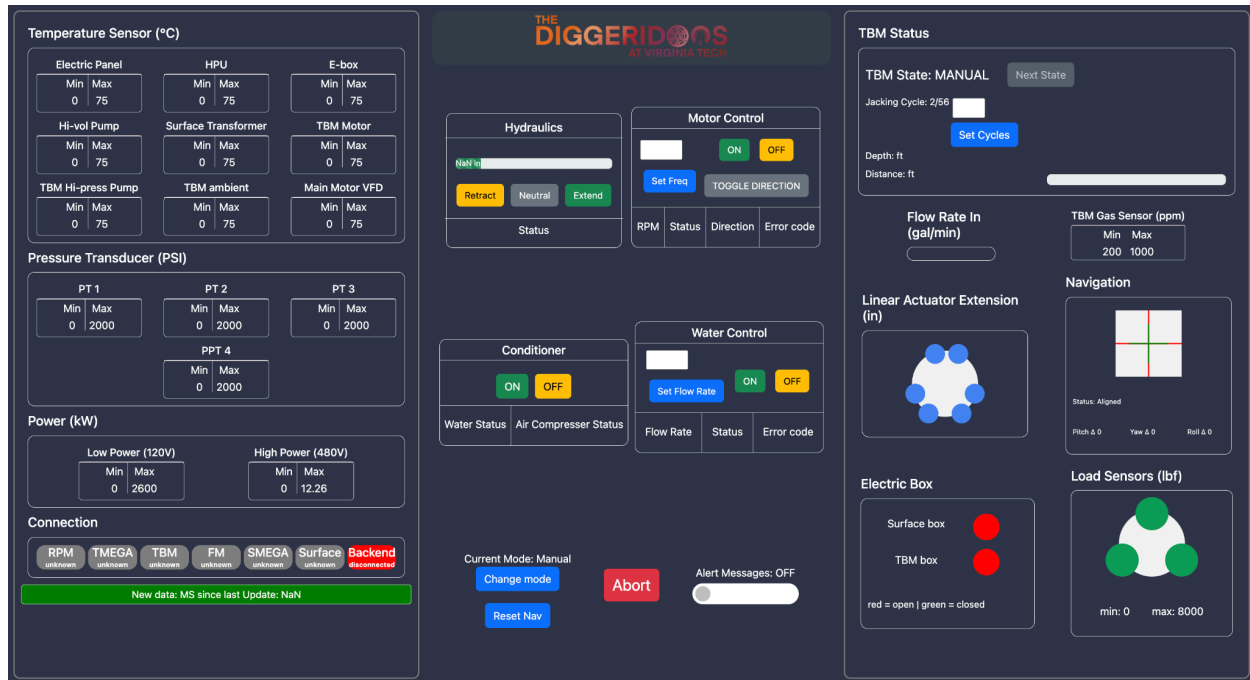 Temperature Sensor (°C)
Electric Panel HPU E-box
Min Max Min Max Min Max
0 75 0 75 0 75
Hi-vol Pump Surface Transformer TBM Motor
Min Max Min Max Min Max
0 75 0 75 0 75
TBM Hi-press Pump TBM ambient Main Motor VFD
Min Max Min Max Min Max
0 75 0 75 0 75
Pressure Transducer (PSI)
PT 1 PT 2 PT 3
Min Max Min Max Min Max
0 2000 0 2000 0 2000
PPT 4
Min Max
0 2000
Power (kW)
Low Power (120V) High Power (480V)
Min Max Min Max
0 2600 0 12.26
Connection
RPM TMEGA TBM FM SMEGA Surface Backend
unknown unknown unknown unknown unknown unknown disconnected
New data: MS since last Update: NaN
THE
DIGGERIDOOS
AT VIRGINIA TECH
Hydraulics
NaN in
Retract Neutral Extend
Status
Motor Control
ON OFF
Set Freq TOGGLE DIRECTION
RPM Status Direction Error code
Conditioner
ON OFF
Water Status Air Compresser Status
Water Control
ON OFF
Set Flow Rate
Flow Rate Status Error code
Current Mode: Manual
Change mode
Reset Nav
Abort
Alert Messages: OFF
TBM Status
TBM State: MANUAL Next State
Jacking Cycle: 2/56
Set Cycles
Depth: ft
Distance: ft
Flow Rate In
(gal/min)
TBM Gas Sensor (ppm)
Min Max
200 1000
Linear Actuator Extension
(in)
Navigation
Status: Aligned
Pitch Δ 0 Yaw Δ 0 Roll Δ 0
Electric Box
Surface box
TBM box
red = open | green = closed
Load Sensors (lbf)
min: 0 max: 8000